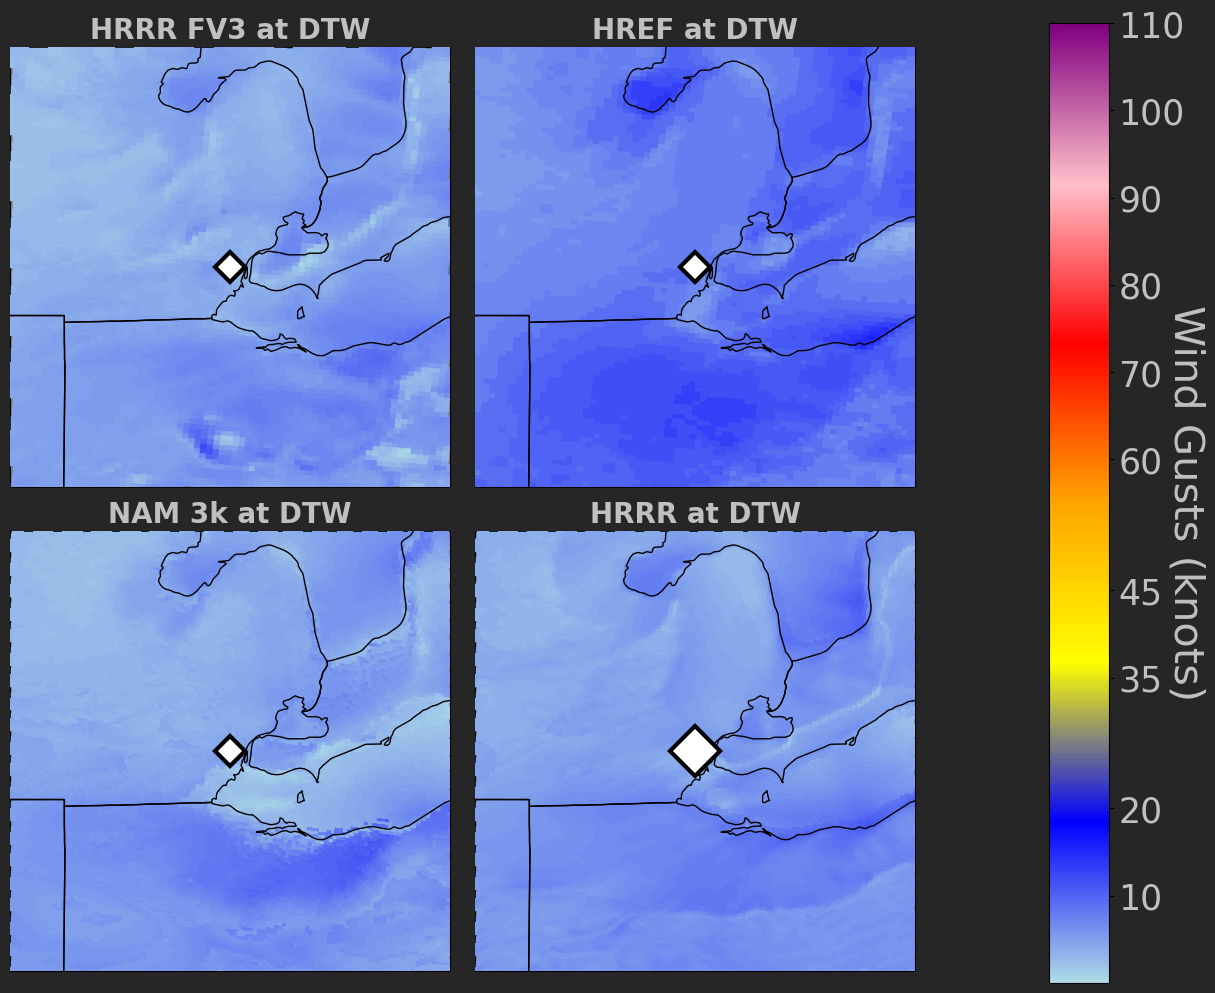 HRRR FV3 at DTW
HREF at DTW
NAM 3k at DTW
HRRR at DTW
110
100
90
80
70
60
45
35
20
10
Wind Gusts (knots)